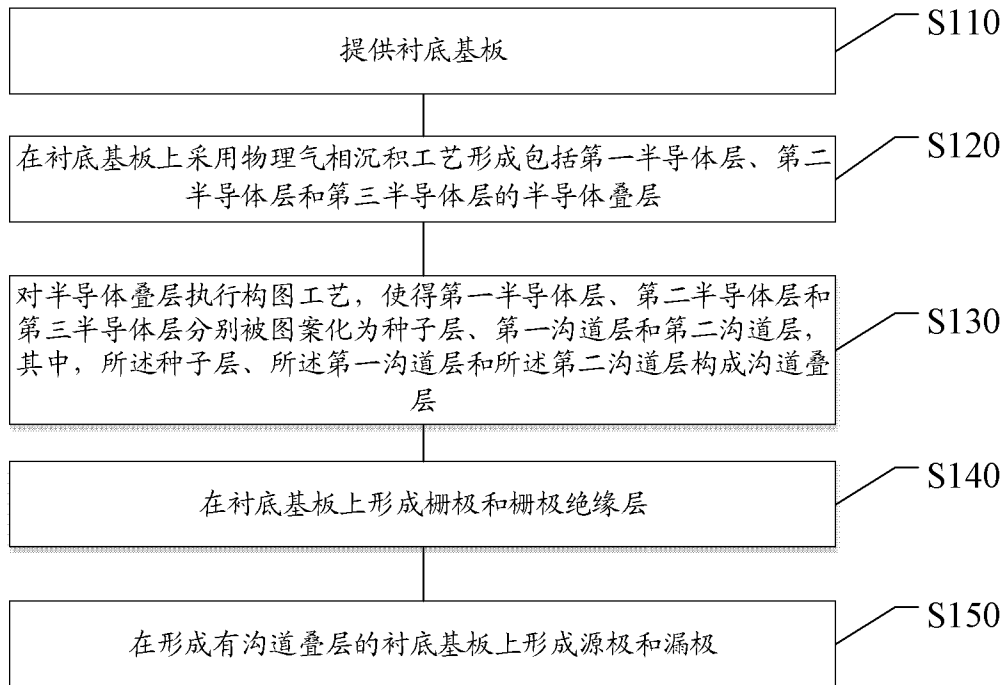 提供衬底基板
S110
在衬底基板上采用物理气相沉积工艺形成包括第一半导体层、第二
半导体层和第三半导体层的半导体叠层
S120
对半导体叠层执行构图工艺，使得第一半导体层、第二半导体层和
第三半导体层分别被图案化为种子层、第一沟道层和第二沟道层，
其中，所述种子层、所述第一沟道层和所述第二沟道层构成沟道叠
层
S130
在衬底基板上形成栅极和栅极绝缘层
S140
在形成有沟道叠层的衬底基板上形成源极和漏极
S150